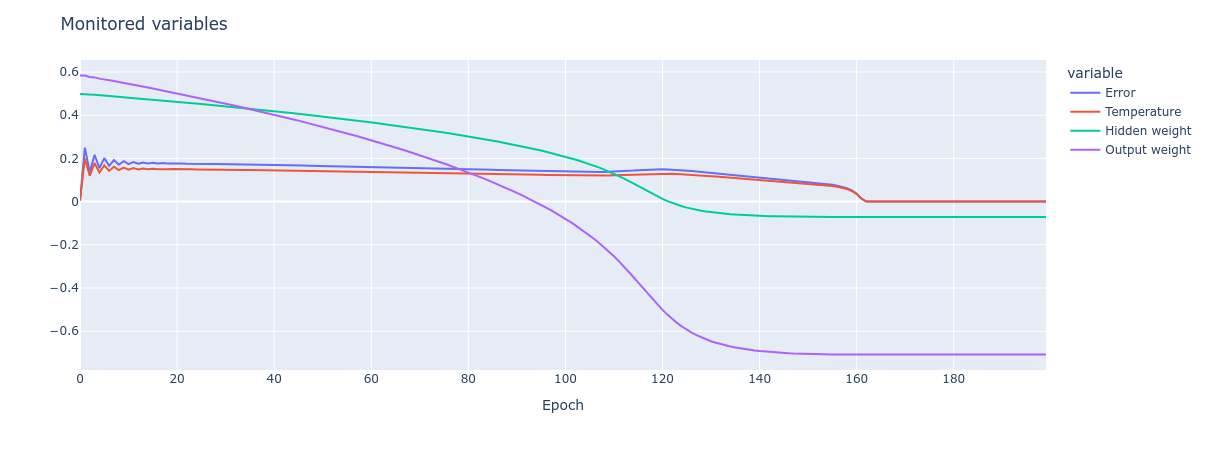 Monitored variables
0.6
0.4
0.2
0
−0.2
−0.4
−0.6
0 20 40 60 80 100 120 140 160 180
Epoch
variable
Error
Temperature
Hidden weight
Output weight